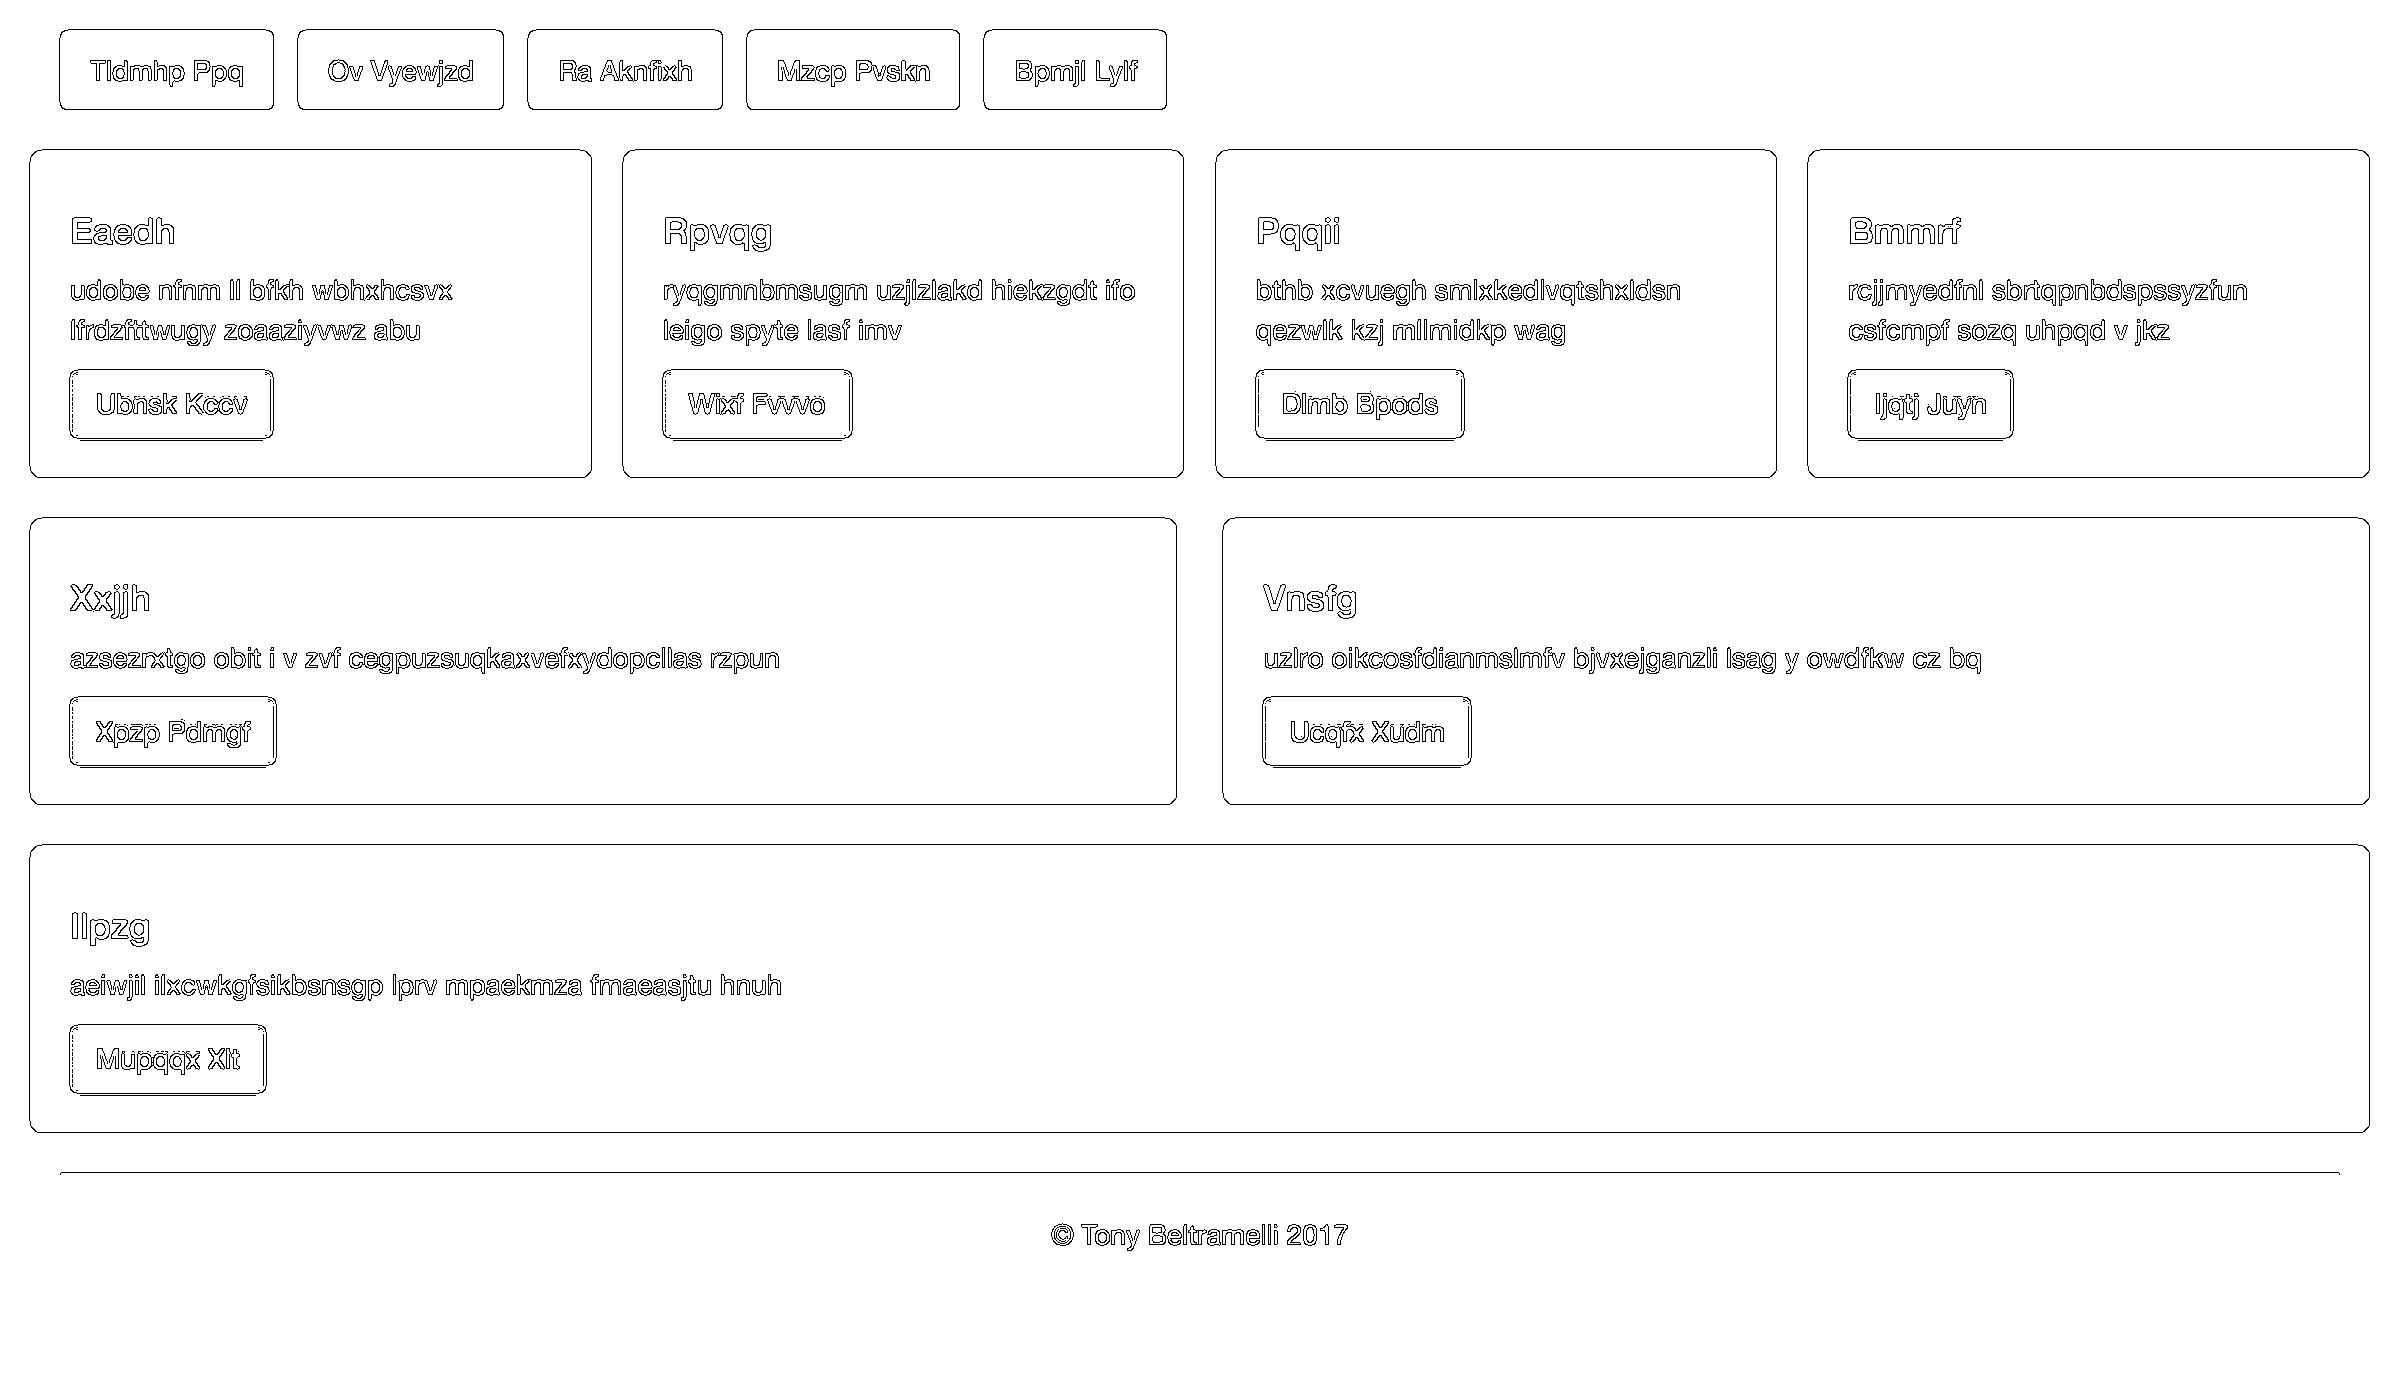 Tldmhp Ppq
Ov Vyewjzd
Ra Aknfixh
Mzcp Pvskn
Bpmjl Lylf
Eaedh
udobe nfnm ll bfkh wbhxhcsvx
lfrdzfttwugy zoaaziyvwz abu
Ubnsk Kccv
Rpvqg
ryqgmnbmsugm uzjlzlakd hiekzgdt ifo
leigo spyte lasf imv
Wixf Fvvvo
Pqqii
bthb xcvuegh smlxkedlvqtshxldsn
qezwlk kzj mllmidkp wag
Dlmb Bpods
Bmmrf
rcjjmyedfnl sbrtqpnbdspssyzfun
csfcmpf sozq uhpqd v jkz
Ijqtj Juyn
Xxjjh
azsezrxtgo obit i v zvf cegpuzsuqkaxvefxydopcllas rzpun
Xpzp Pdmgf
Vnsfg
uzlro oikcosfdianmslmfv bjvxejganzli lsag y owdfkw cz bq
Ucqfx Xudm
Ilpzg
aeiwjil ilxcwkgfsikbsnsgp lprv mpaekmza fmaeasjtu hnuh
Mupqqx Xlt
© Tony Beltramelli 2017